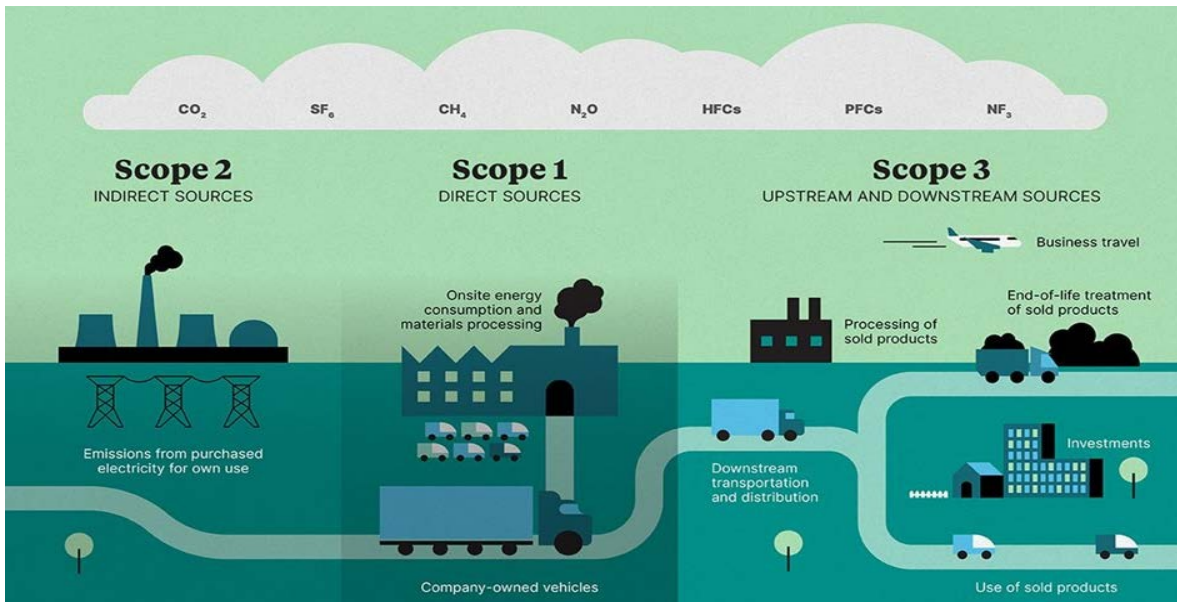 CO₂ SF₆ CH₄ N₂O HFCs PFCs NF₃
Scope 2
INDIRECT SOURCES
Emissions from purchased
electricity for own use
Scope 1
DIRECT SOURCES
Onsite energy
consumption and
materials processing
Company-owned vehicles
Scope 3
UPSTREAM AND DOWNSTREAM SOURCES
Business travel
Processing of
sold products
End-of-life treatment
of sold products
Downstream
transportation
and distribution
Investments
Use of sold products